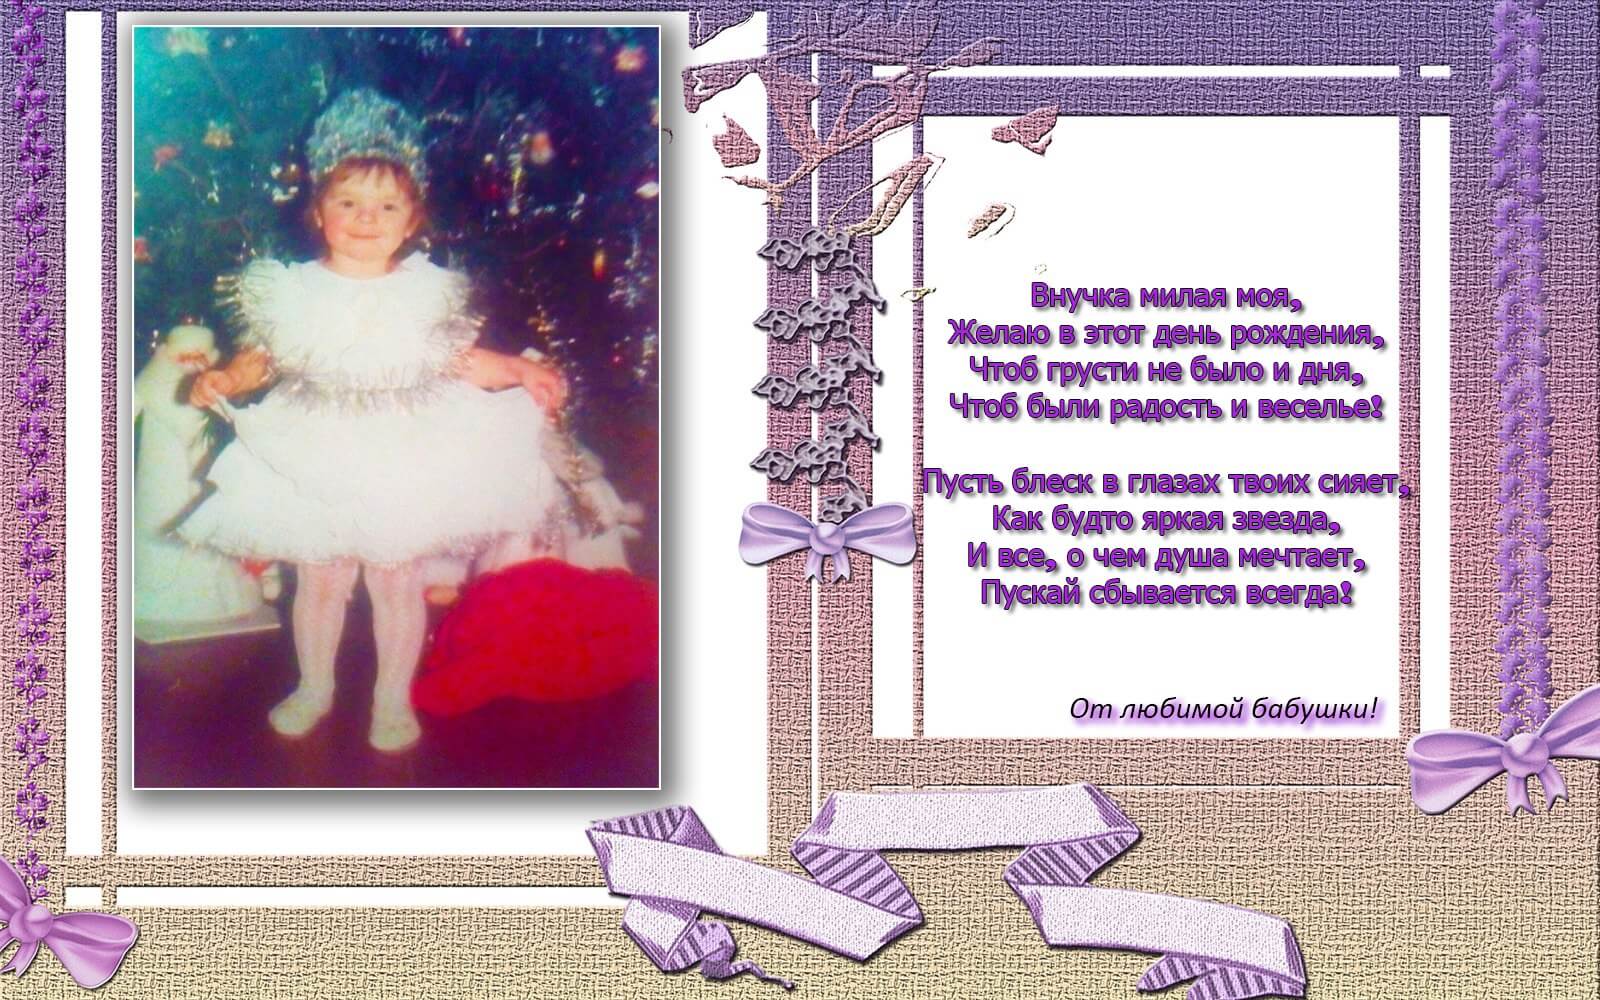 Внучка милая моя,
Желаю в этот день рождения,
Чтоб грусти не было и дня,
Чтоб были радость и веселье!
Пусть блеск в глазах твоих сияет,
Как будто яркая звезда,
И все, о чем душа мечтает,
Пускай сбывается всегда!
От любимой бабушки!